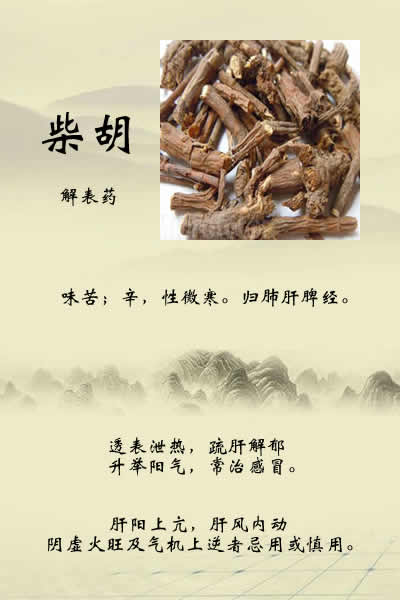 柴胡
解表药
味苦；辛，性微寒。归肺肝脾经。
透表泄热，疏肝解郁
升举阳气，常治感冒。
肝阳上亢，肝风内动
阴虚火旺及气机上逆者忌用或慎用。